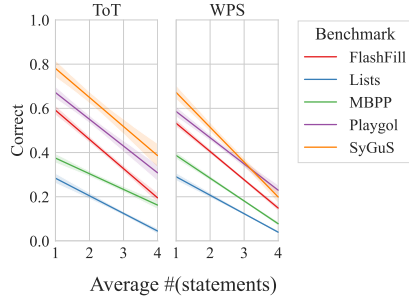 ToT
WPS
Benchmark
FlashFill
Lists
MBPP
Playgol
SyGuS
Correct
1.0
0.8
0.6
0.4
0.2
0.0
1 2 3 4
1 2 3 4
Average #(statements)